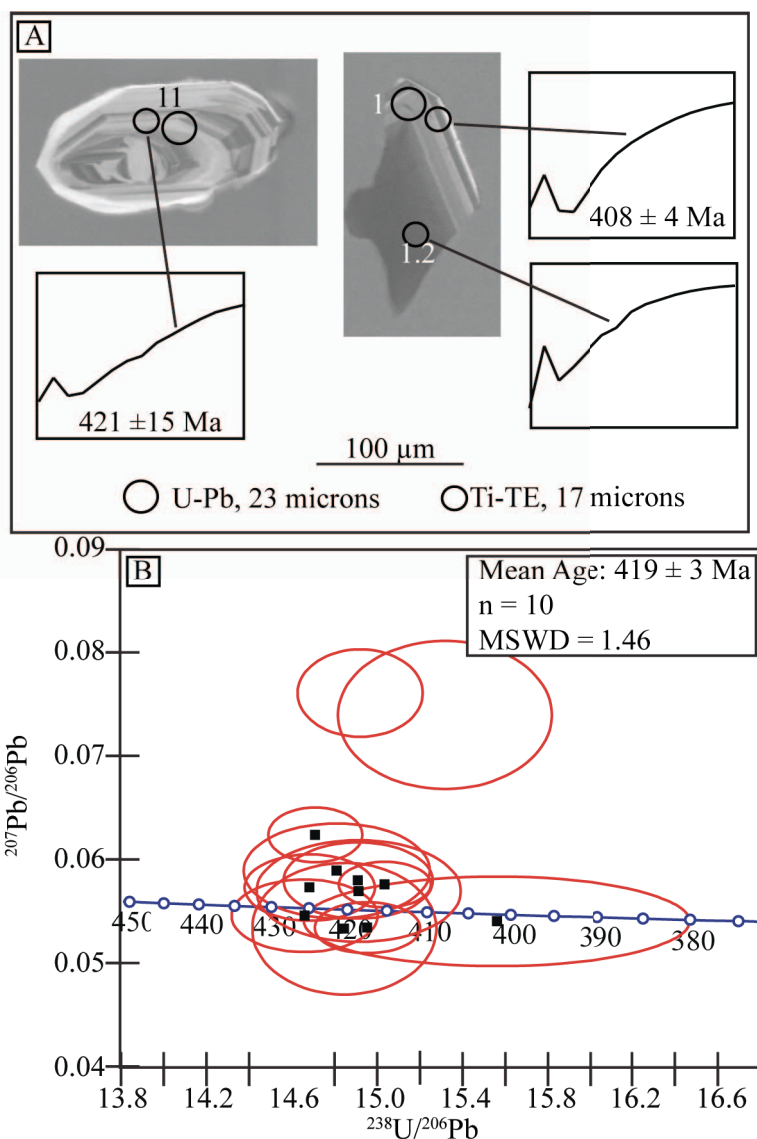 A
11
1
1.2
408 ± 4 Ma
421 ±15 Ma
100 µm
U-Pb, 23 microns
Ti-TE, 17 microns
B
Mean Age: 419 ± 3 Ma
n = 10
MSWD = 1.46
0.09
0.08
0.07
0.06
0.05
0.04
207Pb/206Pb
450 440 430 420 410 400 390 380
13.8 14.2 14.6 15.0 15.4 15.8 16.2 16.6
238U/206Pb